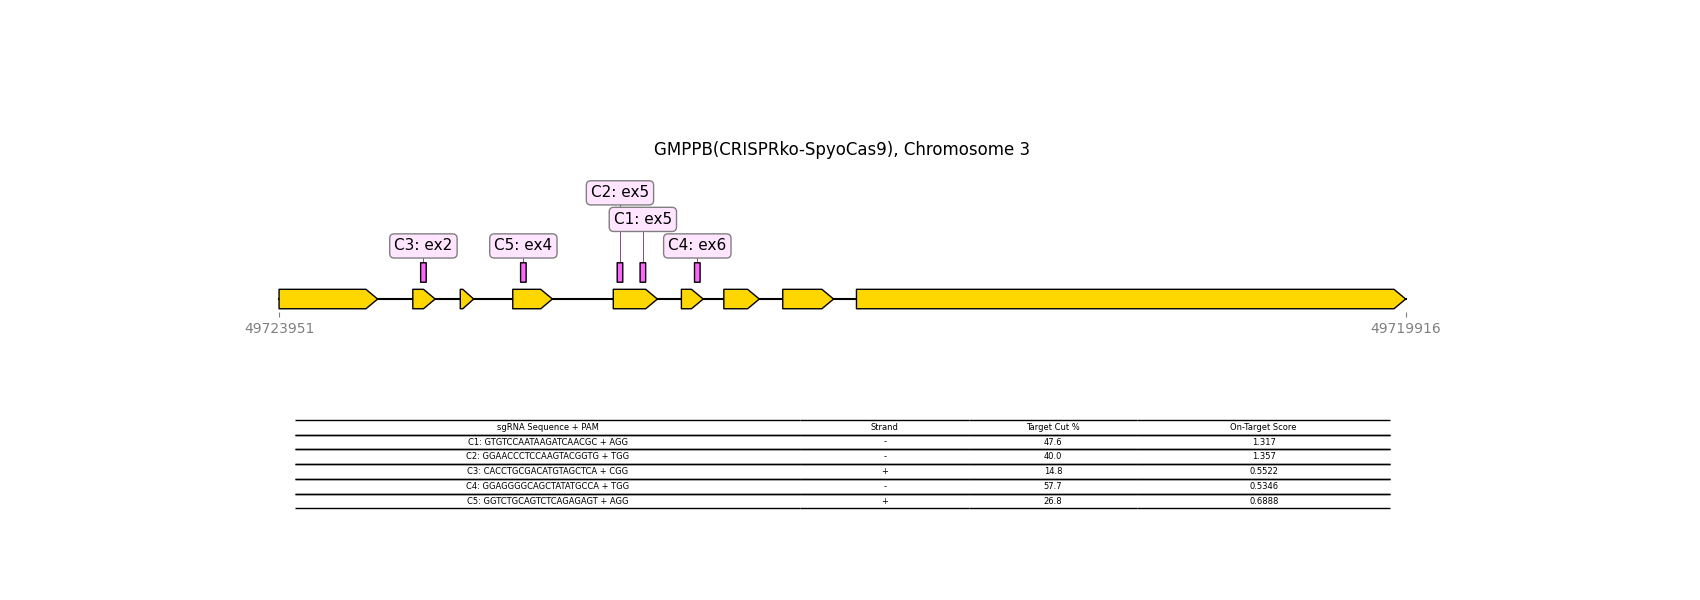 GMPPB(CRISPRko-SpyoCas9), Chromosome 3
C2: ex5
C1: ex5
C3: ex2 C5: ex4 C4: ex6
49723951 49719916
sgRNA Sequence + PAM Strand Target Cut % On-Target Score
C1: GTGTCCAATAAGATCAACGC + AGG - 47.6 1.317
C2: GGAACCCTCCAAGTACGGTG + TGG - 40.0 1.357
C3: CACCTGCGACATGTAGCTCA + CGG + 14.8 0.5522
C4: GGAGGGGCAGCTATATGCCA + TGG - 57.7 0.5346
C5: GGTCTGCAGTCTCAGAGAGT + AGG + 26.8 0.6888